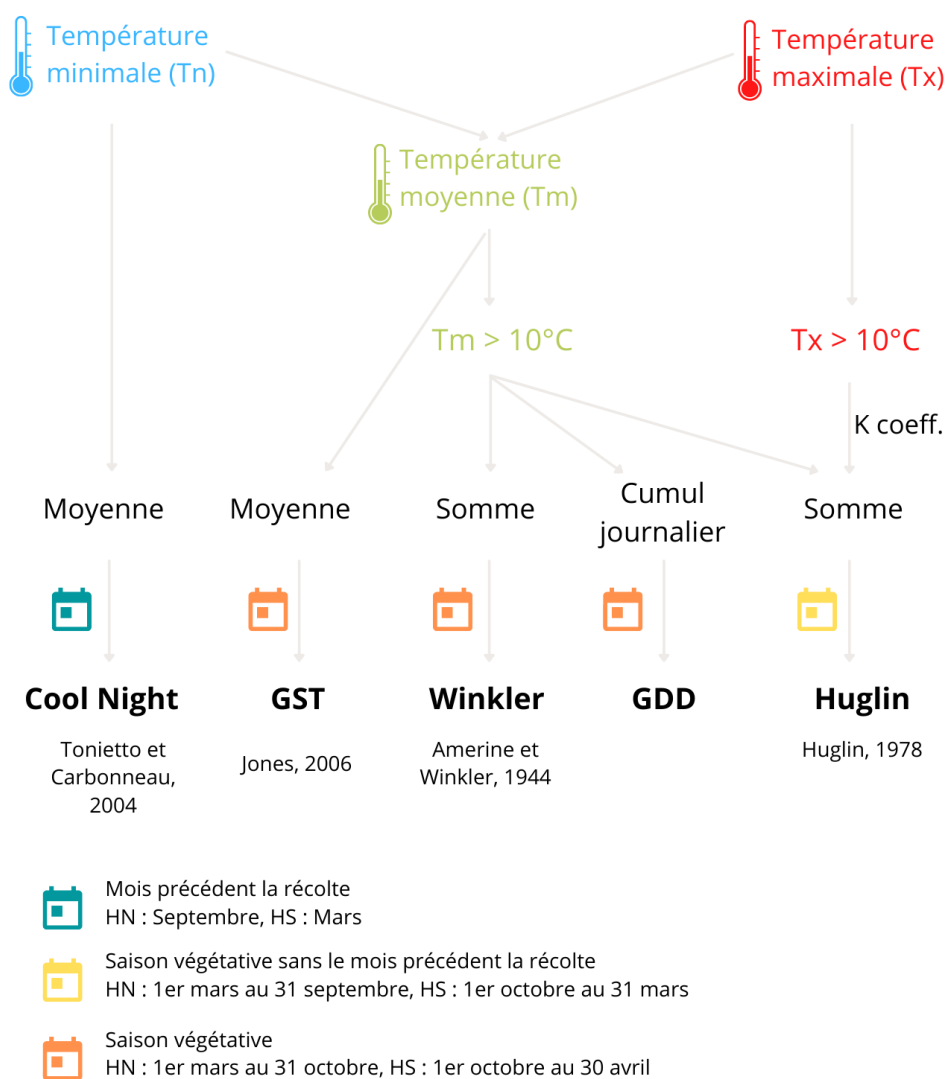 Température
minimale (Tn)
Température
maximale (Tx)
Température
moyenne (Tm)
Tm > 10°C
Tx > 10°C
K coeff.
Moyenne
Moyenne
Somme
Cumul
journalier
Somme
Cool Night
GST
Winkler
GDD
Huglin
Tonietto et
Carbonneau,
2004
Jones, 2006
Amerine et
Winkler, 1944
Huglin, 1978
Mois précédent la récolte
HN : Septembre, HS : Mars
Saison végétative sans le mois précédent la récolte
HN : 1er mars au 31 septembre, HS : 1er octobre au 31 mars
Saison végétative
HN : 1er mars au 31 octobre, HS : 1er octobre au 30 avril